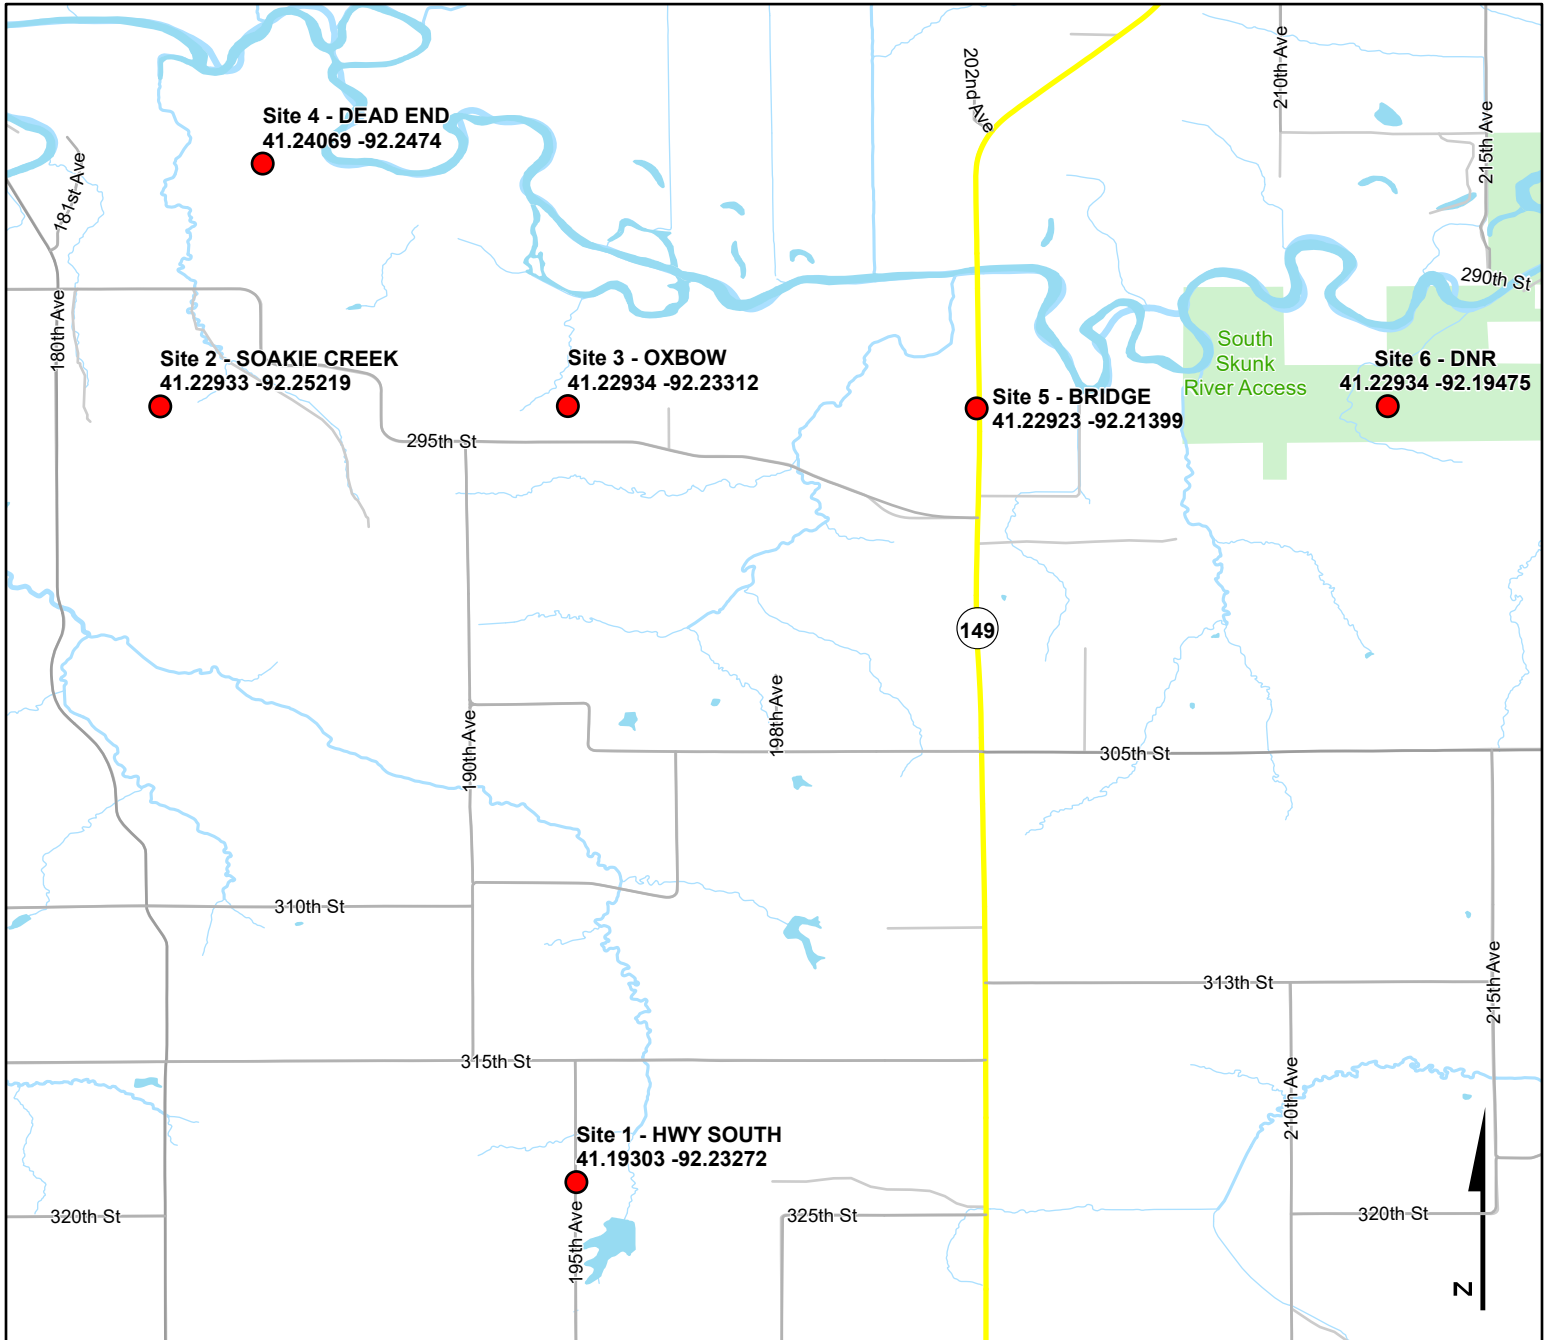 202nd Ave
210th Ave
215th Ave
Site 4 - DEAD END
41.24069 -92.2474
181st Ave
290th St
180th Ave
South
Skunk
River Access
Site 2 - SOAKIE CREEK
41.22933 -92.25219
Site 3 - OXBOW
41.22934 -92.23312
Site 5 - BRIDGE
41.22923 -92.21399
Site 6 - DNR
41.22934 -92.19475
295th St
149
190th Ave
198th Ave
305th St
310th St
313th St
215th Ave
315th St
210th Ave
Site 1 - HWY SOUTH
41.19303 -92.23272
320th St
195th Ave
325th St
320th St
N